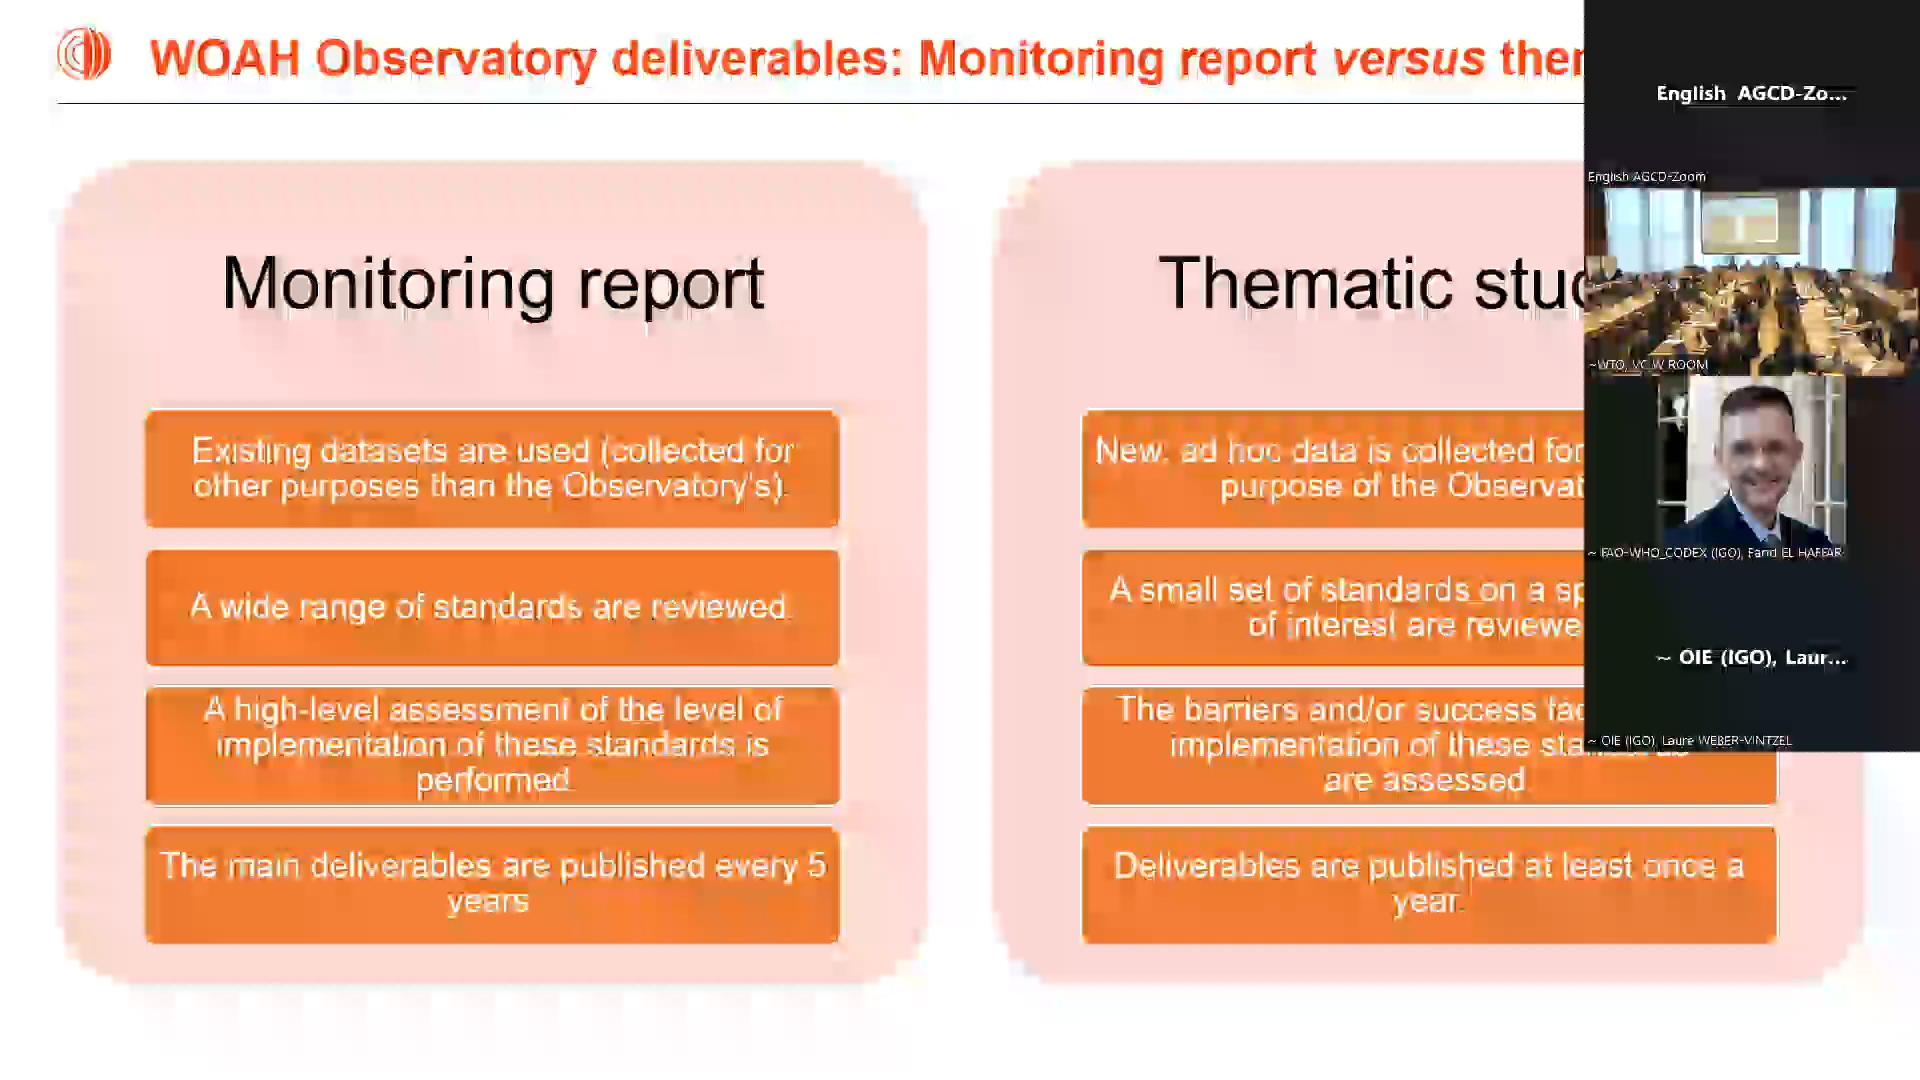 WOAH Observatory deliverables: Monitoring report versus ther
Monitoring report
Existing datasets are used (collected for
other purposes than the Observatory's).
A wide range of standards are reviewed.
A high-level assessment of the level of
implementation of these standards is
performed.
The main deliverables are published every 5
years
Thematic stud
New, ad hoc data is collected for
purpose of the Observat
A small set of standards on a sp
of interest are reviewe
The barriers and/or success fac
implementation of these sta
are assessed.
Deliverables are published at least once a
year.
English AGCD-Zo...
English AGCD-Zoom
~WTO, VC W ROOM
~ FAO-WHO_CODEX (IGO), Farid EL HAFFAR
~ OIE (IGO), Laur...
~ OIE (IGO), Laure WEBER-VINTZEL